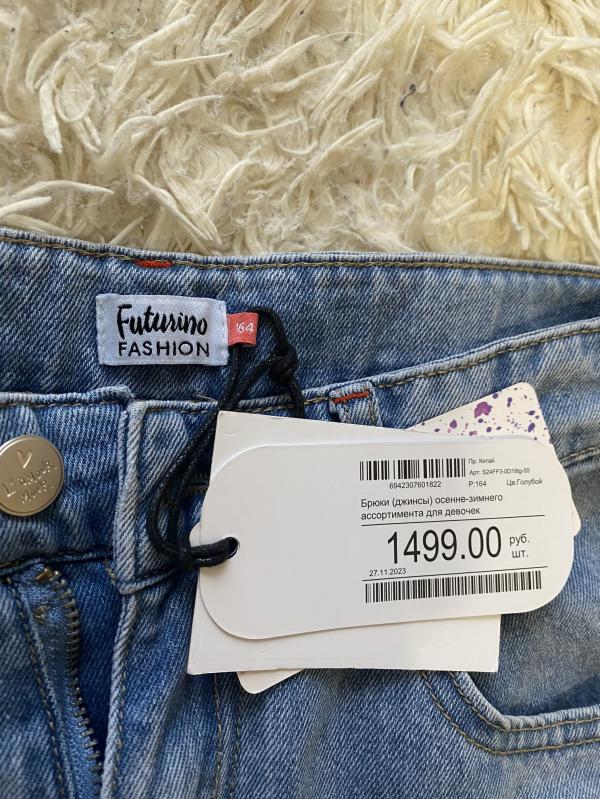 Futurino
FASHION
164
Пр. Китай
Арт: S24FF3-0D18tg-55
6942307601822
Р:164 Цв:Голубой
Брюки (джинсы) осенне-зимнего
ассортимента для девочек
1499.00 руб.
шт.
27.11.2023